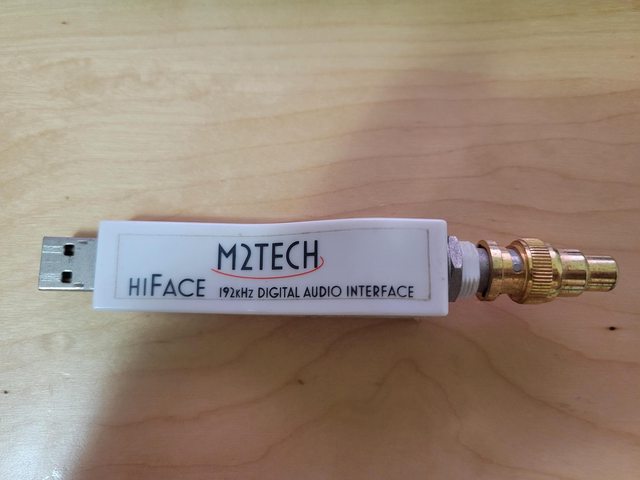 M2TECH
HIFACE 192KHZ DIGITAL AUDIO INTERFACE